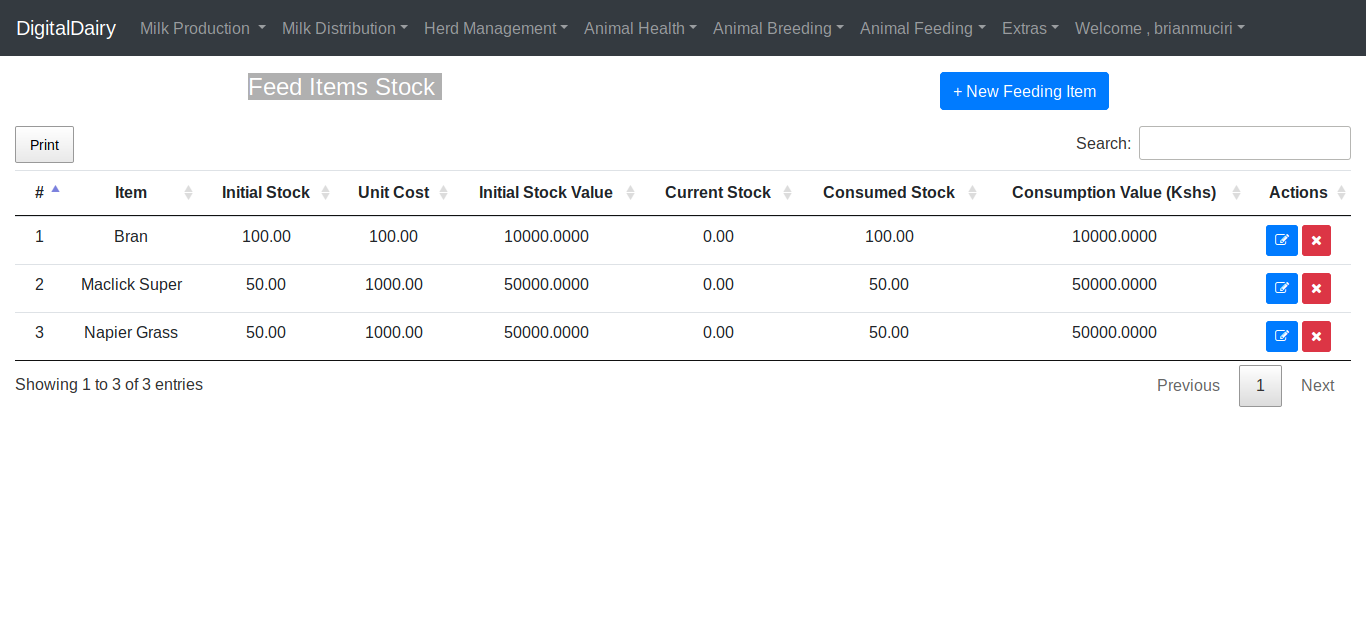 DigitalDairy Milk Production Milk Distribution Herd Management Animal Health Animal Breeding Animal Feeding Extras Welcome , brianmuciri
Feed Items Stock + New Feeding Item
Print Search:
# Item Initial Stock Unit Cost Initial Stock Value Current Stock Consumed Stock Consumption Value (Kshs) Actions
1 Bran 100.00 100.00 10000.0000 0.00 100.00 10000.0000
2 Maclick Super 50.00 1000.00 50000.0000 0.00 50.00 50000.0000
3 Napier Grass 50.00 1000.00 50000.0000 0.00 50.00 50000.0000
Showing 1 to 3 of 3 entries Previous 1 Next